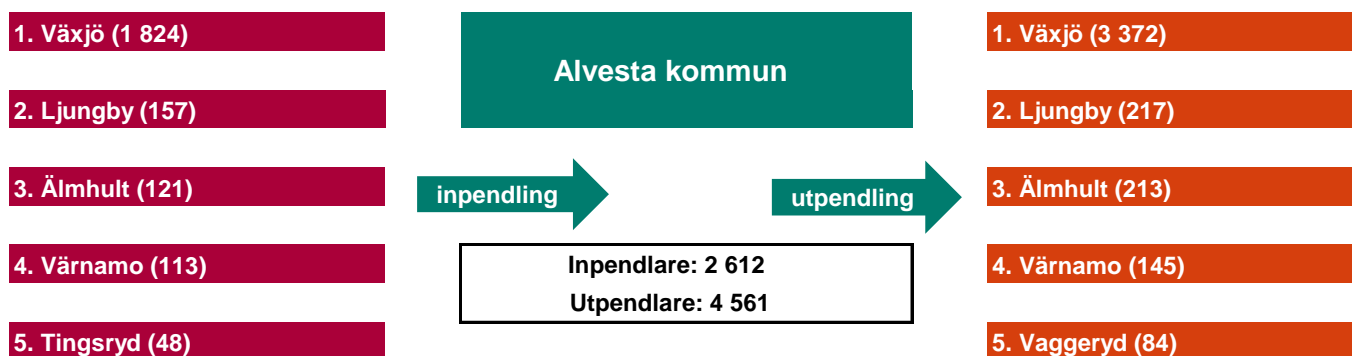 1. Växjö (1 824)
2. Ljungby (157)
3. Älmhult (121)
4. Värnamo (113)
5. Tingsryd (48)
Alvesta kommun
inpendling
utpendling
Inpendlare: 2 612
Utpendlare: 4 561
1. Växjö (3 372)
2. Ljungby (217)
3. Älmhult (213)
4. Värnamo (145)
5. Vaggeryd (84)